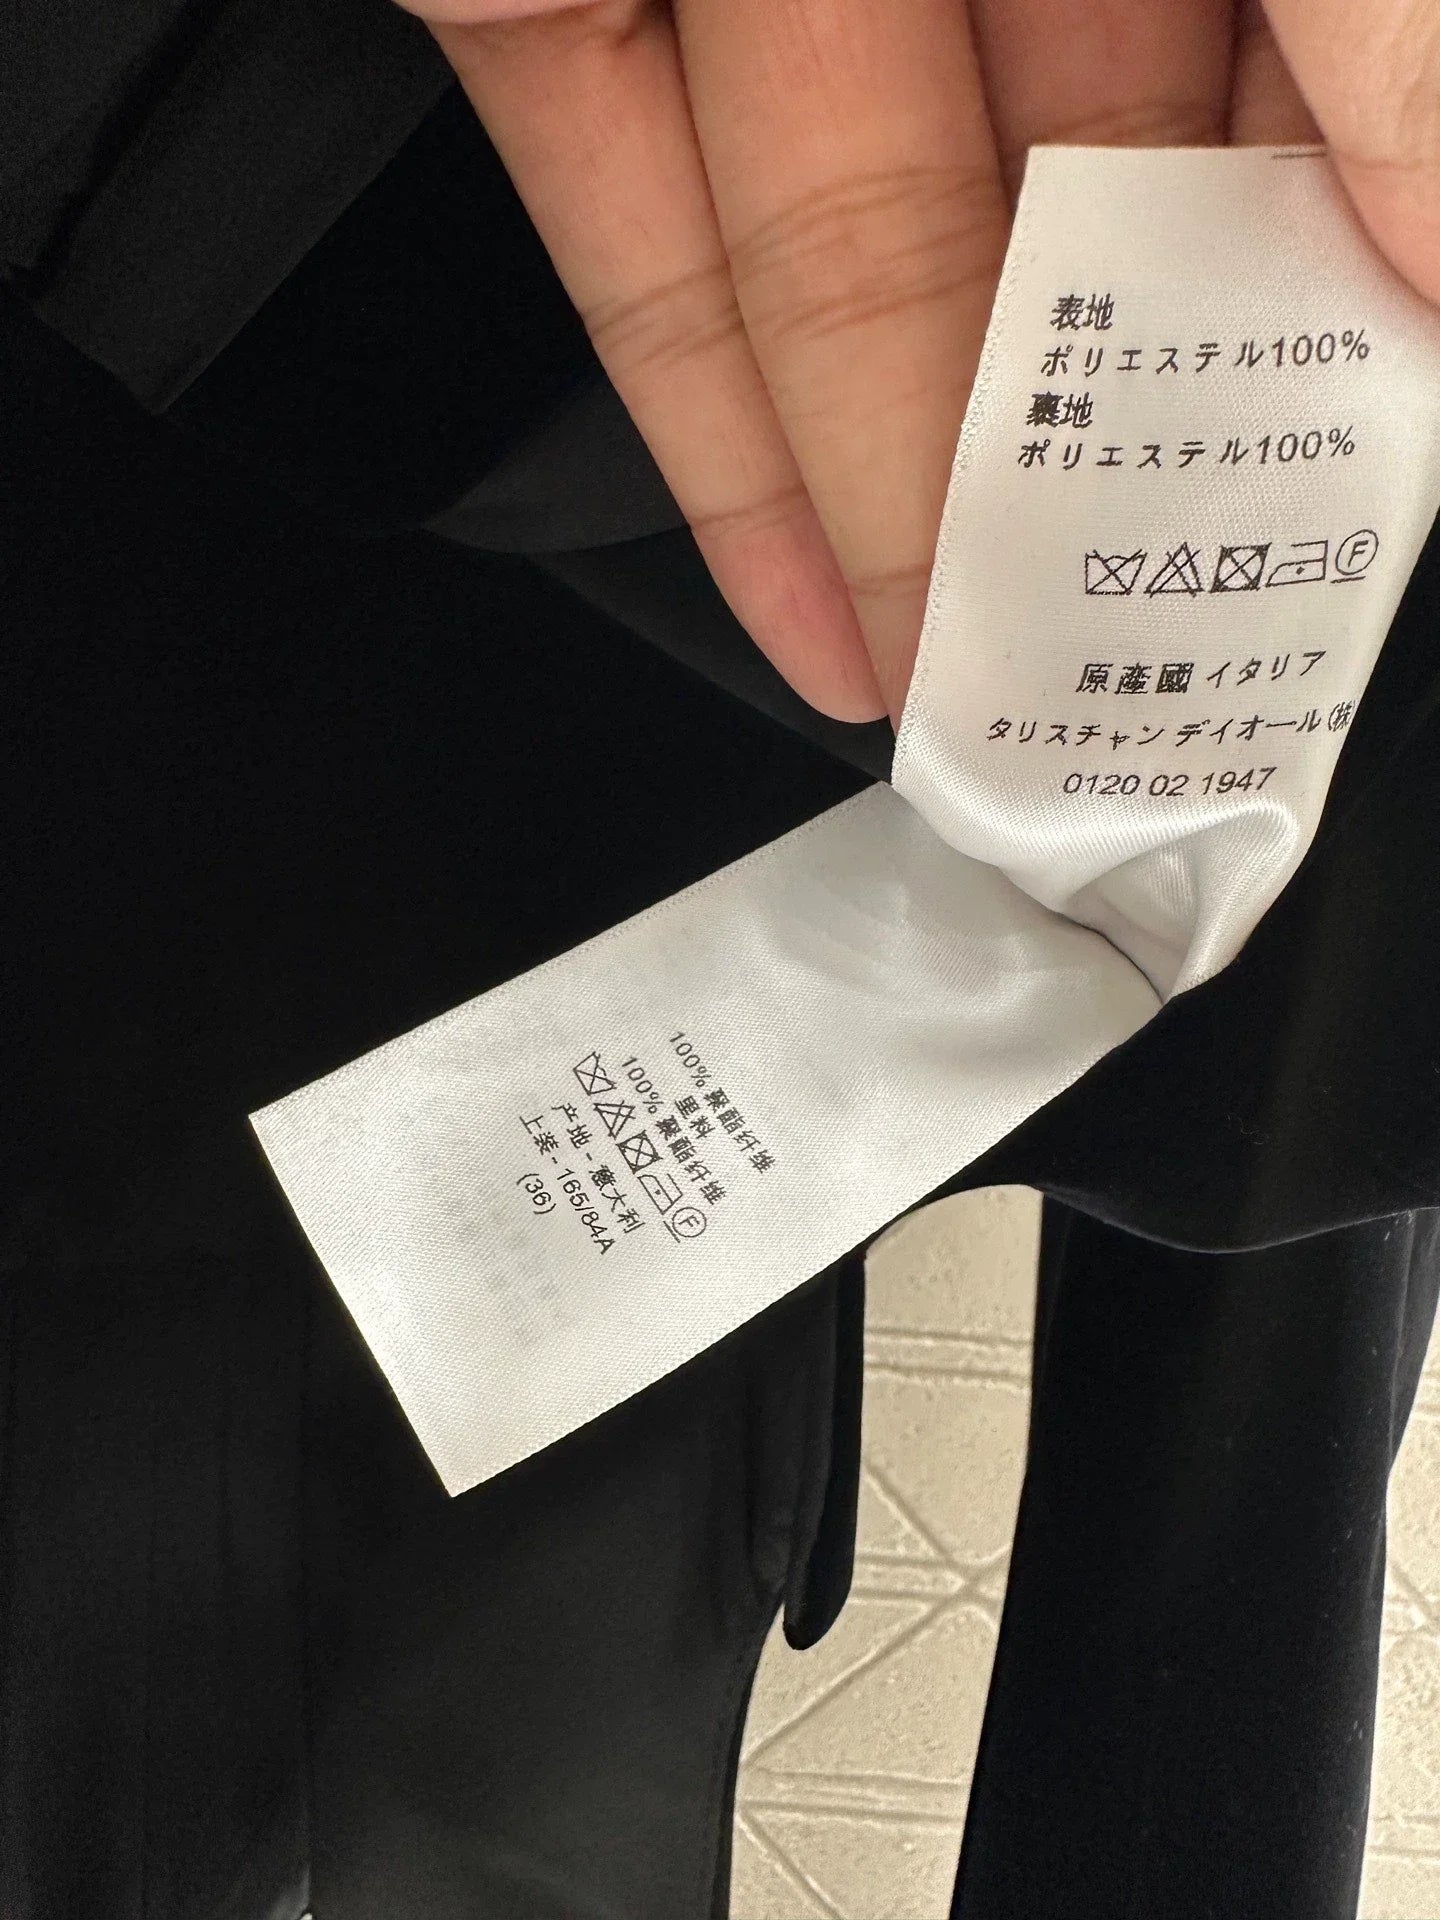 表地
ポリエステル100%
裏地
ポリエステル100%
F
原産國 イタリア
タリスチャン デイオール(株
0120 02 1947
100% 聚酯纤维
里料
100% 聚酯纤维
F
产地 - 意大利
上装 - 165/84A
(36)